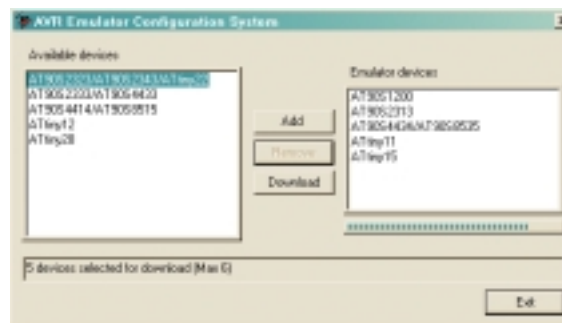 AVR Emulator Configuration System
Available devices
AT90S2323/AT90S2343/ATtiny22
AT90S2333/AT90S4433
AT90S4414/AT90S8515
ATtiny12
ATtiny28
Add
Remove
Download
Emulator devices
AT90S1200
AT90S2313
AT90S4434/AT90S8535
ATtiny11
ATtiny15
5 devices selected for download (Max 6)
Exit